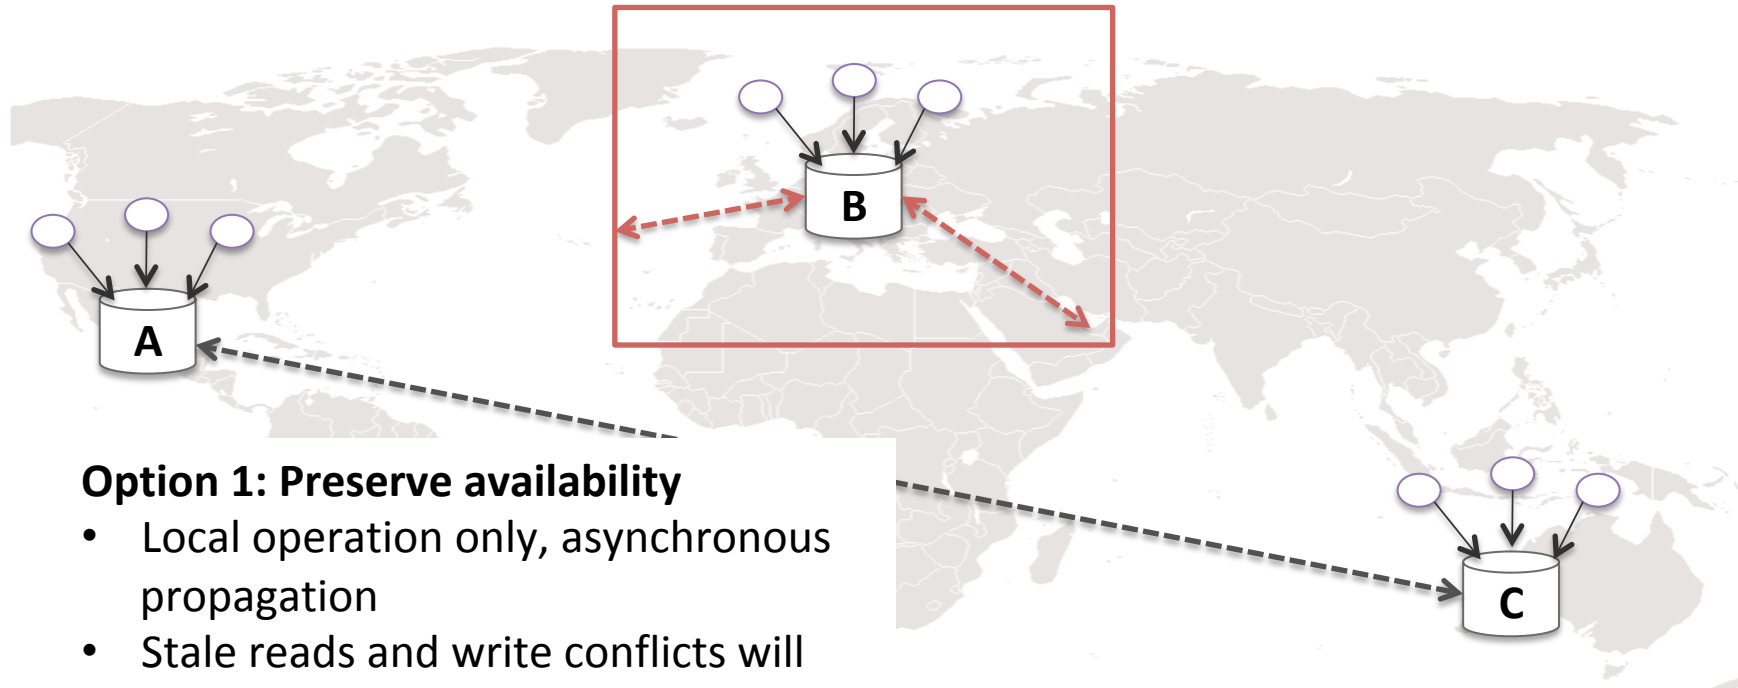 B
A
Option 1: Preserve availability
• Local operation only, asynchronous
propagation
• Stale reads and write conflicts will
C